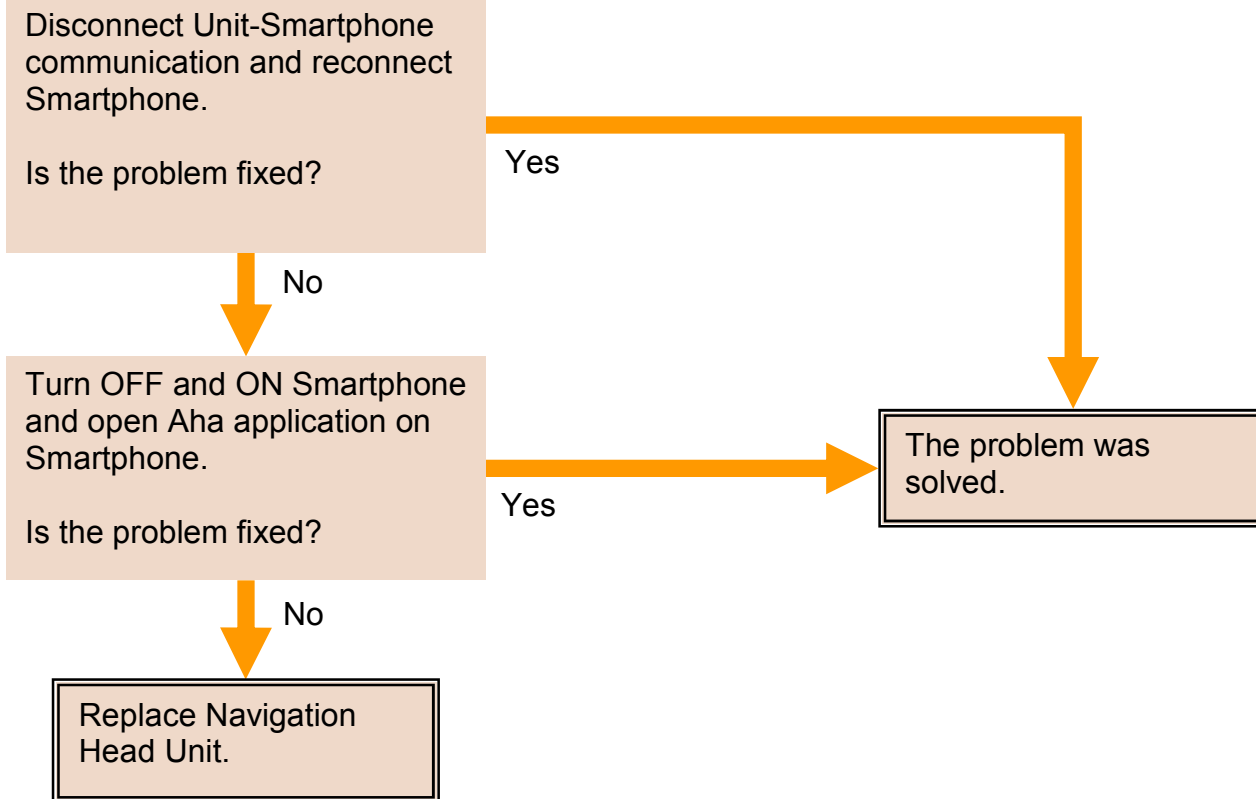 Disconnect Unit-Smartphone
communication and reconnect
Smartphone.
Is the problem fixed?
Yes
No
Turn OFF and ON Smartphone
and open Aha application on
Smartphone.
Is the problem fixed?
Yes
The problem was
solved.
No
Replace Navigation
Head Unit.